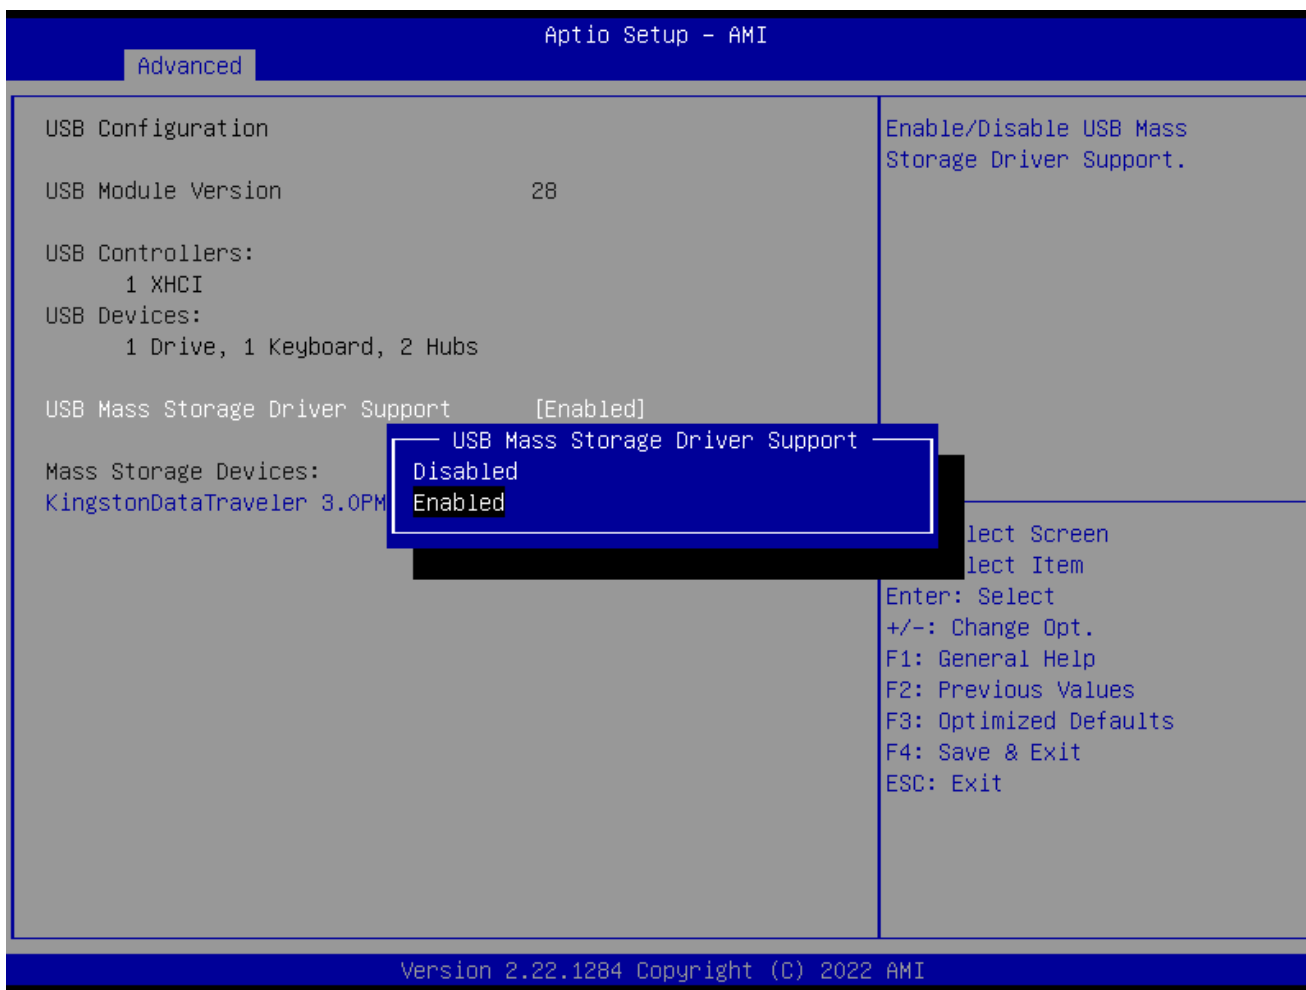 Aptio Setup – AMI
Advanced
USB Configuration
USB Module Version 28
USB Controllers:
1 XHCI
USB Devices:
1 Drive, 1 Keyboard, 2 Hubs
USB Mass Storage Driver Support [Enabled]
Mass Storage Devices:
KingstonDataTraveler 3.0PM
USB Mass Storage Driver Support
Disabled
Enabled
Enable/Disable USB Mass
Storage Driver Support.
lect Screen
lect Item
Enter: Select
+/-: Change Opt.
F1: General Help
F2: Previous Values
F3: Optimized Defaults
F4: Save & Exit
ESC: Exit
Version 2.22.1284 Copyright (C) 2022 AMI